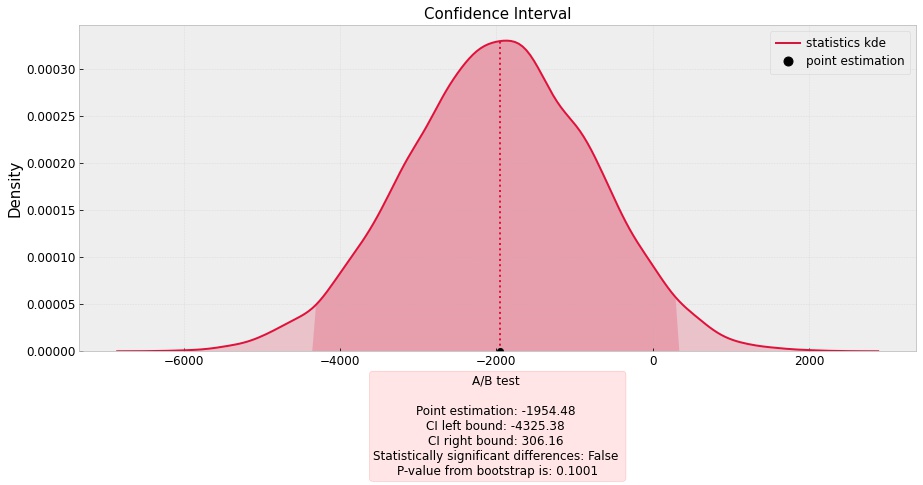 Confidence Interval
statistics kde
point estimation
Density
0.00030
0.00025
0.00020
0.00015
0.00010
0.00005
0.00000
−6000 −4000 −2000 0 2000
A/B test
Point estimation: -1954.48
CI left bound: -4325.38
CI right bound: 306.16
Statistically significant differences: False
P-value from bootstrap is: 0.1001